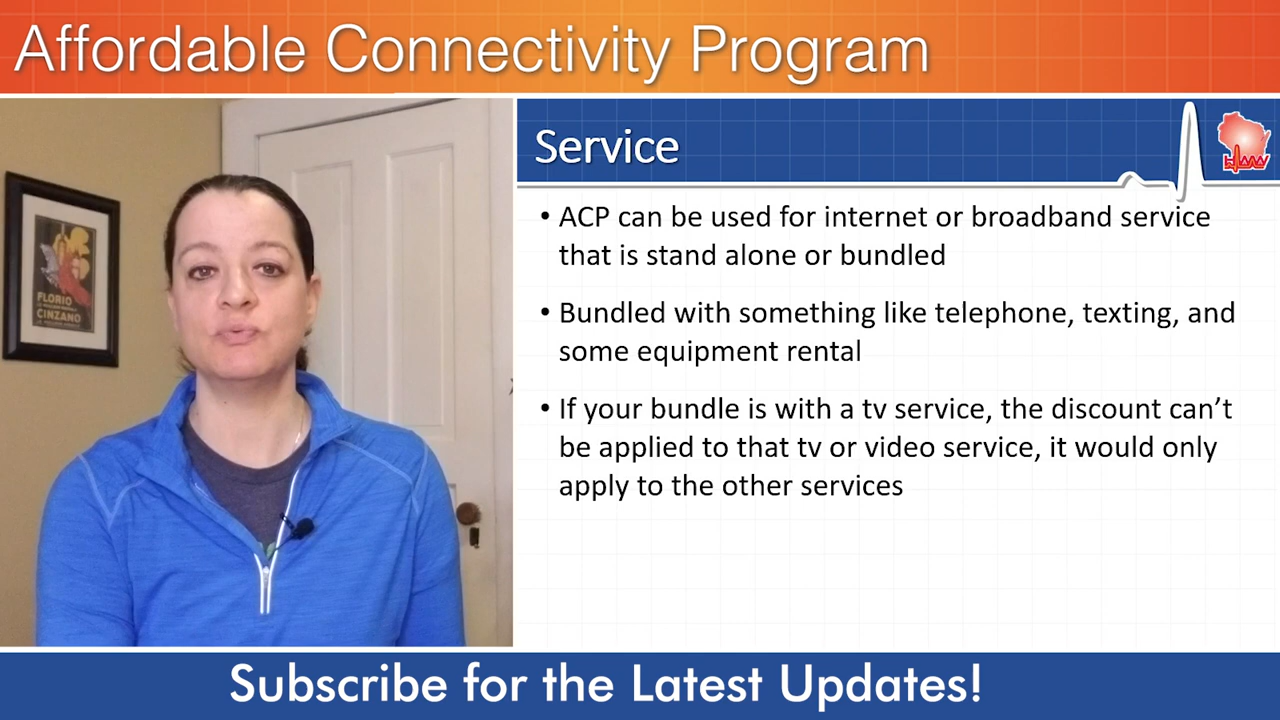 Affordable Connectivity Program
FLORIO
CINZANO
Service
• ACP can be used for internet or broadband service
that is stand alone or bundled
• Bundled with something like telephone, texting, and
some equipment rental
• If your bundle is with a tv service, the discount can't
be applied to that tv or video service, it would only
apply to the other services
Subscribe for the Latest Updates!